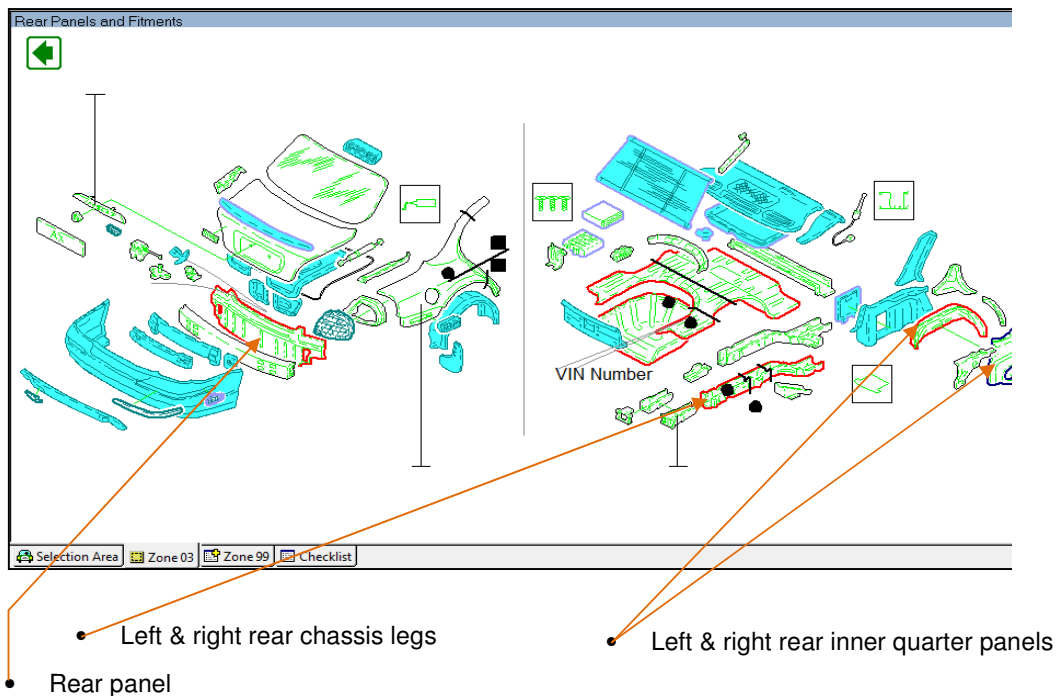 Rear Panels and Fitments
VIN Number
Selection Area
Zone 03
Zone 99
Checklist
Left & right rear chassis legs
Left & right rear inner quarter panels
Rear panel